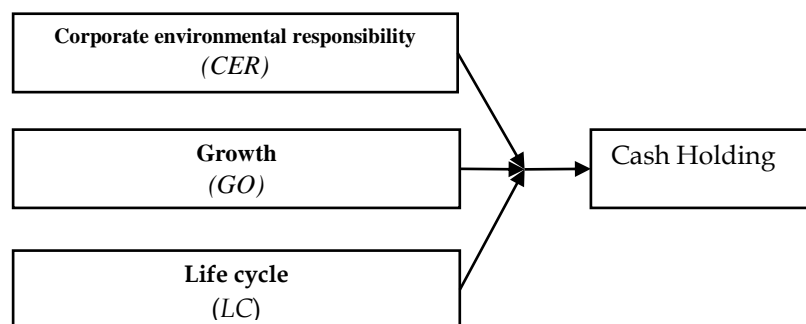 Corporate environmental responsibility
(CER)
Growth
(GO)
Cash Holding
Life cycle
(LC)